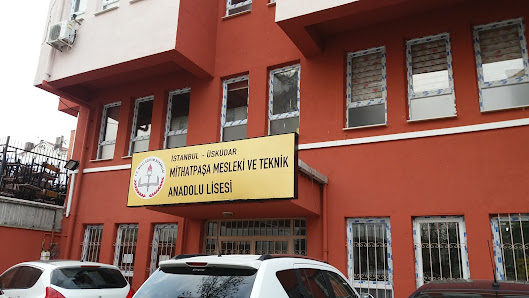 İSTANBUL - ÜSKÜDAR
MİTHATPAŞA MESLEKİ VE TEKNİK
ANADOLU LİSESİ